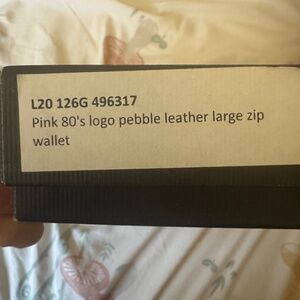 L20 126G 496317
Pink 80's logo pebble leather large zip
wallet